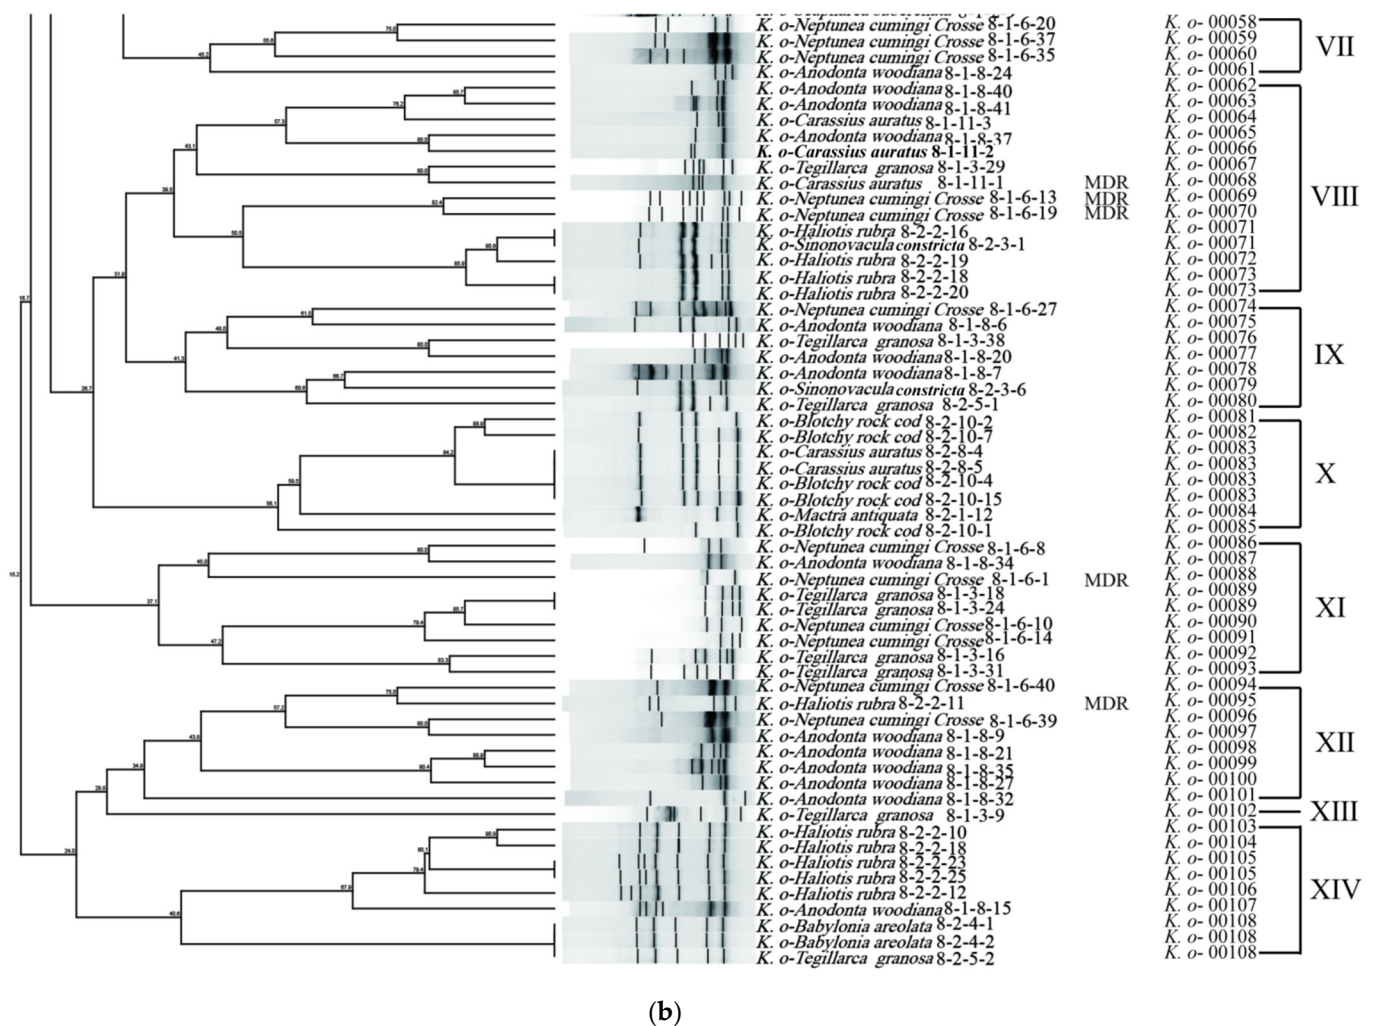 K. o-Neptunea cumingi Crosse 8-1-6-20 K. o- 00058
K. o-Neptunea cumingi Crosse 8-1-6-37 K. o- 00059
VII
K. o-Neptunea cumingi Crosse 8-1-6-35 K. o- 00060
K. o-Anodonta woodiana 8-1-8-24 K. o- 00061
K. o-Anodonta woodiana 8-1-8-40 K. o- 00062
K. o-Anodonta woodiana 8-1-8-41 K. o- 00063
K. o-Carassius auratus 8-1-11-3 K. o- 00064
K. o-Anodonta woodiana 8-1-8-37 K. o- 00065
K. o-Carassius auratus 8-1-11-2 K. o- 00066
K. o-Tegillarca granosa 8-1-3-29 K. o- 00067
K. o-Carassius auratus 8-1-11-1 MDR K. o- 00068
K. o-Neptunea cumingi Crosse 8-1-6-13 MDR K. o- 00069
VIII
K. o-Neptunea cumingi Crosse 8-1-6-19 MDR K. o- 00070
K. o-Haliotis rubra 8-2-2-16 K. o- 00071
K. o-Sinonovacula constricta 8-2-3-1 K. o- 00071
K. o-Haliotis rubra 8-2-2-19 K. o- 00072
K. o-Haliotis rubra 8-2-2-18 K. o- 00073
K. o-Haliotis rubra 8-2-2-20 K. o- 00073
K. o-Neptunea cumingi Crosse 8-1-6-27 K. o- 00074
K. o-Anodonta woodiana 8-1-8-6 K. o- 00075
K. o-Tegillarca granosa 8-1-3-38 K. o- 00076
K. o-Anodonta woodiana 8-1-8-20 K. o- 00077
IX
K. o-Anodonta woodiana 8-1-8-7 K. o- 00078
K. o-Sinonovacula constricta 8-2-3-6 K. o- 00079
K. o-Tegillarca granosa 8-2-5-1 K. o- 00080
K. o-Blotchy rock cod 8-2-10-2 K. o- 00081
K. o-Blotchy rock cod 8-2-10-7 K. o- 00082
K. o-Carassius auratus 8-2-8-4 K. o- 00083
K. o-Carassius auratus 8-2-8-5 K. o- 00083
X
K. o-Blotchy rock cod 8-2-10-4 K. o- 00083
K. o-Blotchy rock cod 8-2-10-15 K. o- 00083
K. o-Mactra antiquata 8-2-1-12 K. o- 00084
K. o-Blotchy rock cod 8-2-10-1 K. o- 00085
K. o-Neptunea cumingi Crosse 8-1-6-8 K. o- 00086
K. o-Anodonta woodiana 8-1-8-34 K. o- 00087
K. o-Neptunea cumingi Crosse 8-1-6-1 MDR K. o- 00088
K. o-Tegillarca granosa 8-1-3-18 K. o- 00089
K. o-Tegillarca granosa 8-1-3-24 K. o- 00089
XI
K. o-Neptunea cumingi Crosse 8-1-6-10 K. o- 00090
K. o-Neptunea cumingi Crosse 8-1-6-14 K. o- 00091
K. o-Tegillarca granosa 8-1-3-16 K. o- 00092
K. o-Tegillarca granosa 8-1-3-31 K. o- 00093
K. o-Neptunea cumingi Crosse 8-1-6-40 K. o- 00094
K. o-Haliotis rubra 8-2-2-11 MDR K. o- 00095
K. o-Neptunea cumingi Crosse 8-1-6-39 K. o- 00096
K. o-Anodonta woodiana 8-1-8-9 K. o- 00097
XII
K. o-Anodonta woodiana 8-1-8-21 K. o- 00098
K. o-Anodonta woodiana 8-1-8-35 K. o- 00099
K. o-Anodonta woodiana 8-1-8-27 K. o- 00100
K. o-Anodonta woodiana 8-1-8-32 K. o- 00101
K. o-Tegillarca granosa 8-1-3-9 K. o- 00102 XIII
K. o-Haliotis rubra 8-2-2-10 K. o- 00103
K. o-Haliotis rubra 8-2-2-18 K. o- 00104
K. o-Haliotis rubra 8-2-2-23 K. o- 00105
K. o-Haliotis rubra 8-2-2-25 K. o- 00105
K. o-Haliotis rubra 8-2-2-12 K. o- 00106
XIV
K. o-Anodonta woodiana 8-1-8-15 K. o- 00107
K. o-Babylonia areolata 8-2-4-1 K. o- 00108
K. o-Babylonia areolata 8-2-4-2 K. o- 00108
K. o-Tegillarca granosa 8-2-5-2 K. o- 00108
(b)